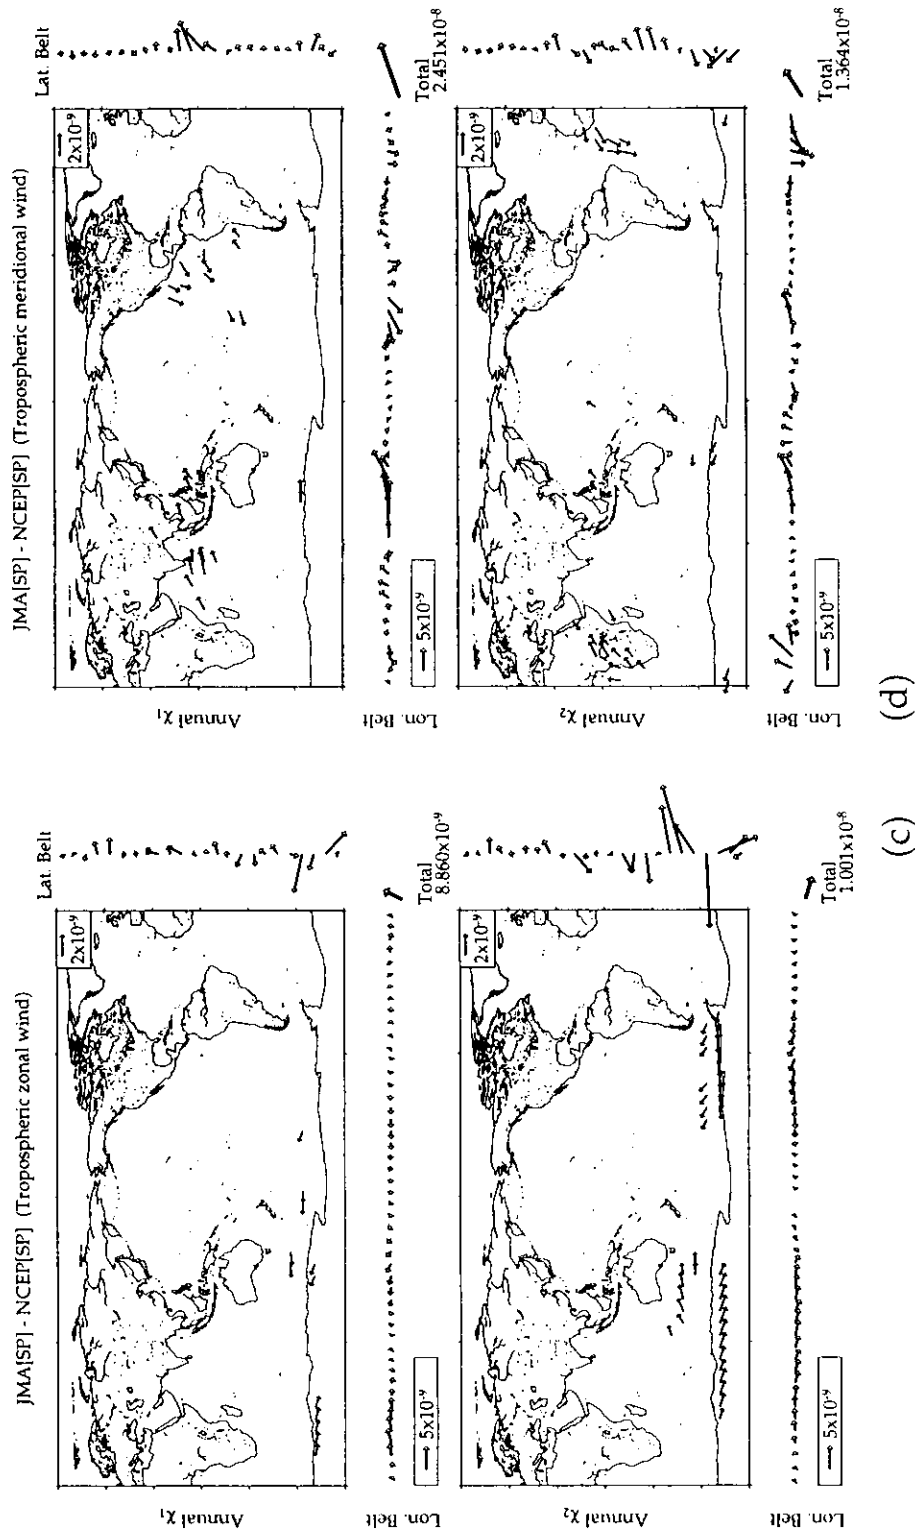 JMA[SP] - NCEP[SP] (Tropospheric zonal wind)
Lat. Belt
2x10⁻⁹
Annual χ₁
Lon. Belt
Total
8.860x10⁻⁹
5x10⁻⁹
2x10⁻⁹
Annual χ₂
Lon. Belt
Total
1.001x10⁻⁸
5x10⁻⁹
(c)
JMA[SP] - NCEP[SP] (Tropospheric meridional wind)
Lat. Belt
2x10⁻⁹
Annual χ₁
Lon. Belt
Total
2.451x10⁻⁸
5x10⁻⁹
2x10⁻⁹
Annual χ₂
Lon. Belt
Total
1.364x10⁻⁸
5x10⁻⁹
(d)